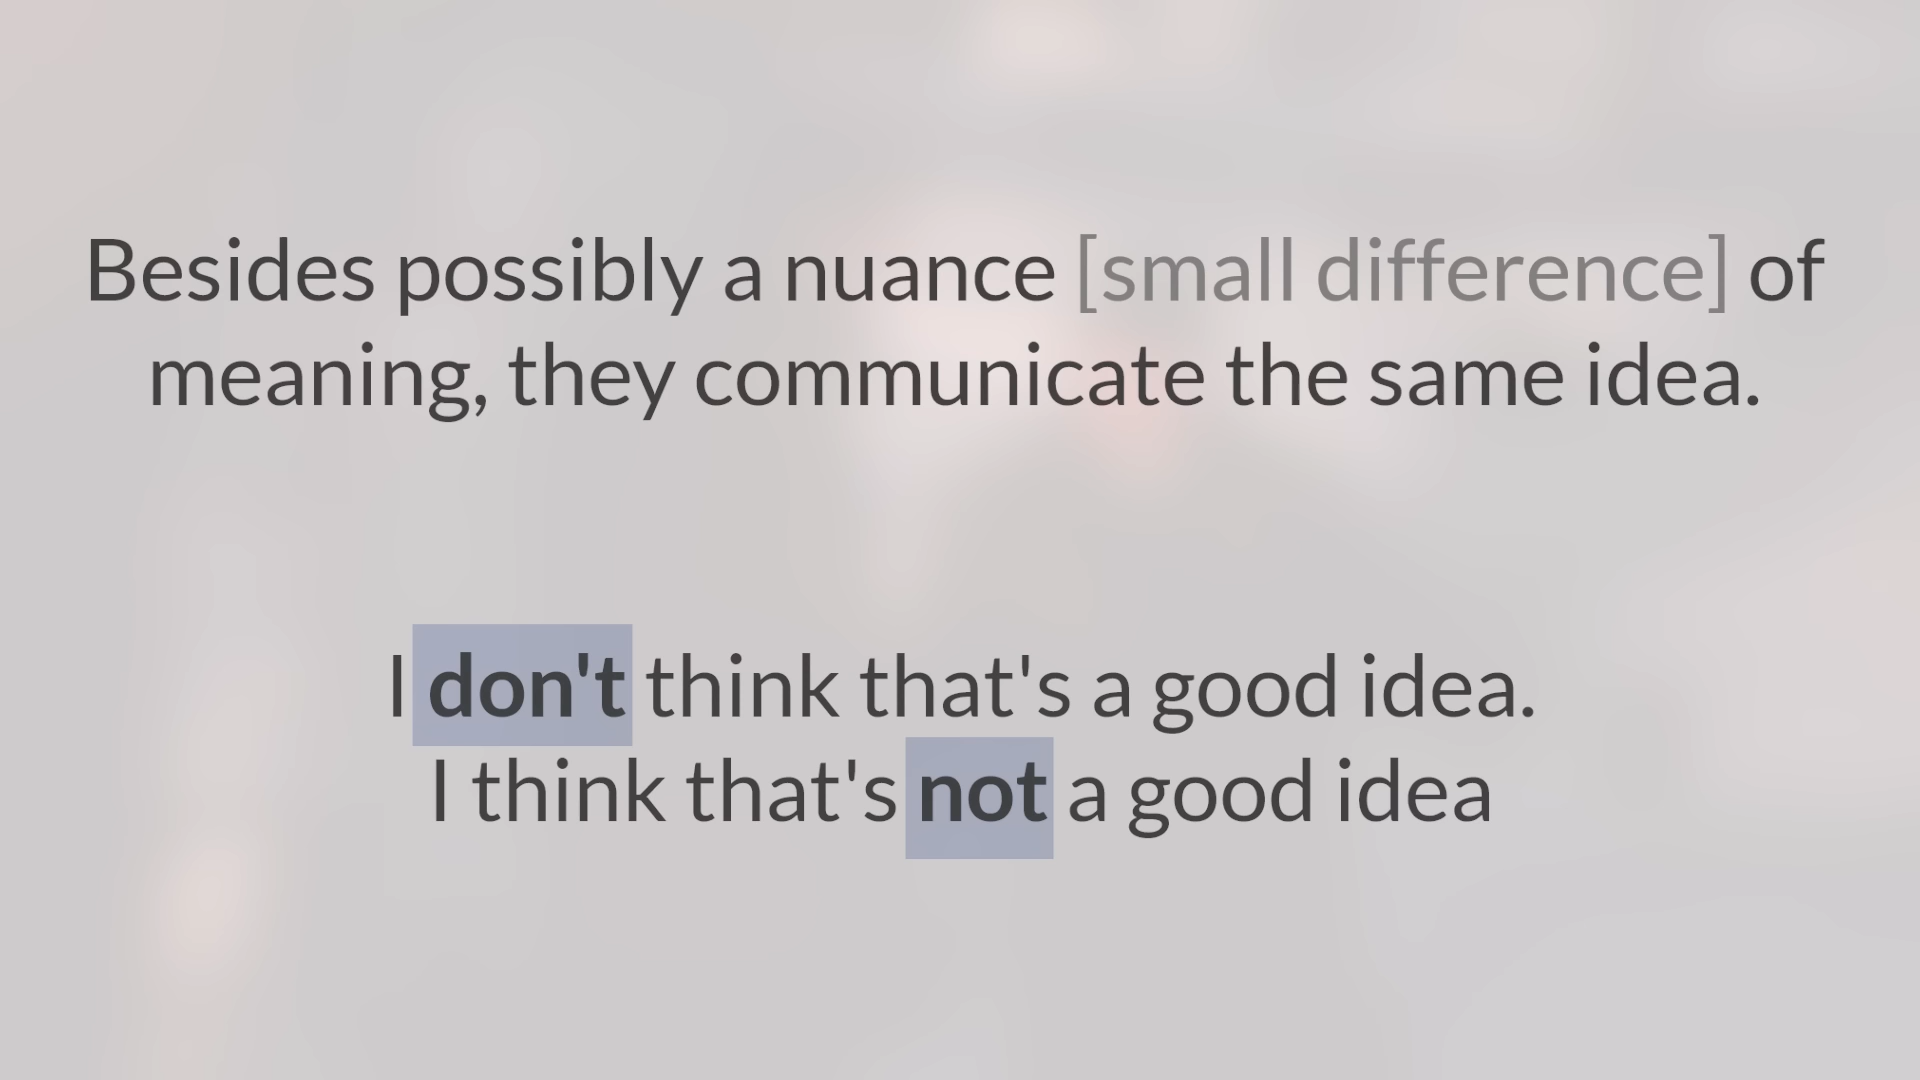 Besides possibly a nuance [small difference] of
meaning, they communicate the same idea.
I don't think that's a good idea.
I think that's not a good idea